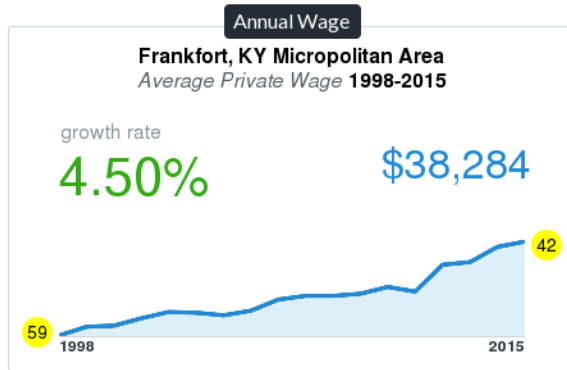 Annual Wage
Frankfort, KY Micropolitan Area
Average Private Wage 1998-2015
growth rate
4.50%
$38,284
42
59
1998
2015